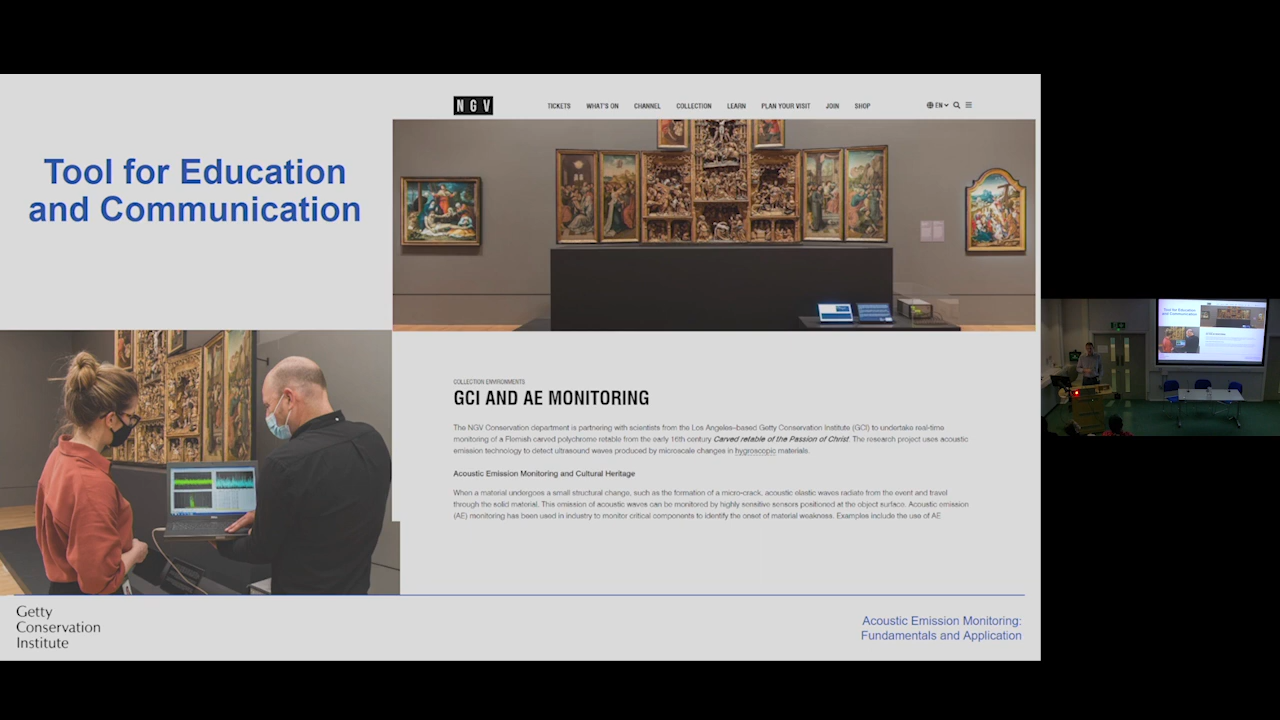 Tool for Education
and Communication
NGV
TICKETS WHAT'S ON CHANNEL COLLECTION LEARN PLAN YOUR VISIT JOIN SHOP EN
COLLECTION ENVIRONMENTS
GCI AND AE MONITORING
The NGV Conservation department is partnering with scientists from the Los Angeles–based Getty Conservation Institute (GCI) to undertake real-time
monitoring of a Flemish carved polychrome retable from the early 16th century Carved retable of the Passion of Christ. The research project uses acoustic
emission technology to detect ultrasound waves produced by microscale changes in hygroscopic materials.
Acoustic Emission Monitoring and Cultural Heritage
When a material undergoes a small structural change, such as the formation of a micro-crack, acoustic elastic waves radiate from the event and travel
through the solid material. This emission of acoustic waves can be monitored by highly sensitive sensors positioned at the object surface. Acoustic emission
(AE) monitoring has been used in industry to monitor critical components to identify the onset of material weakness. Examples include the use of AE
Getty
Conservation
Institute
Acoustic Emission Monitoring:
Fundamentals and Application
Tool for Education
and Communication